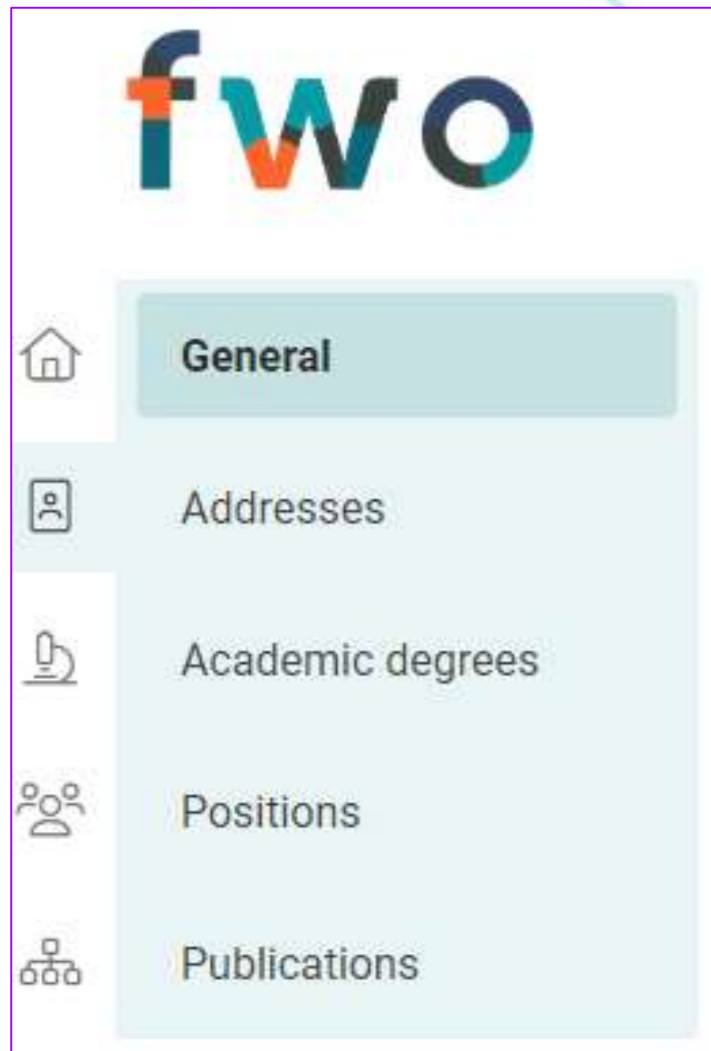 fwo
General
Addresses
Academic degrees
Positions
Publications